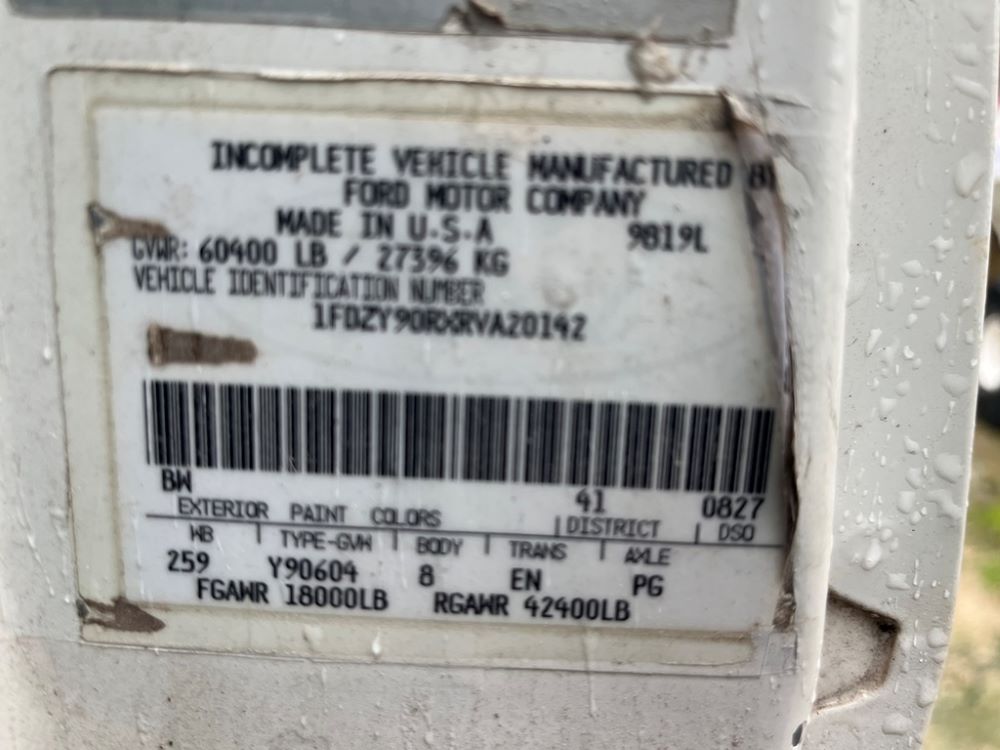 INCOMPLETE VEHICLE MANUFACTURED BY
FORD MOTOR COMPANY
MADE IN U.S.A 9819L
GVWR: 60400 LB / 27396 KG
VEHICLE IDENTIFICATION NUMBER
1FDZY90RXRVA20142
BW 41 0827
EXTERIOR PAINT COLORS DISTRICT DSO
WB TYPE-GVW BODY TRANS AXLE
259 Y90604 8 EN PG
FGAWR 18000LB RGAWR 42400LB